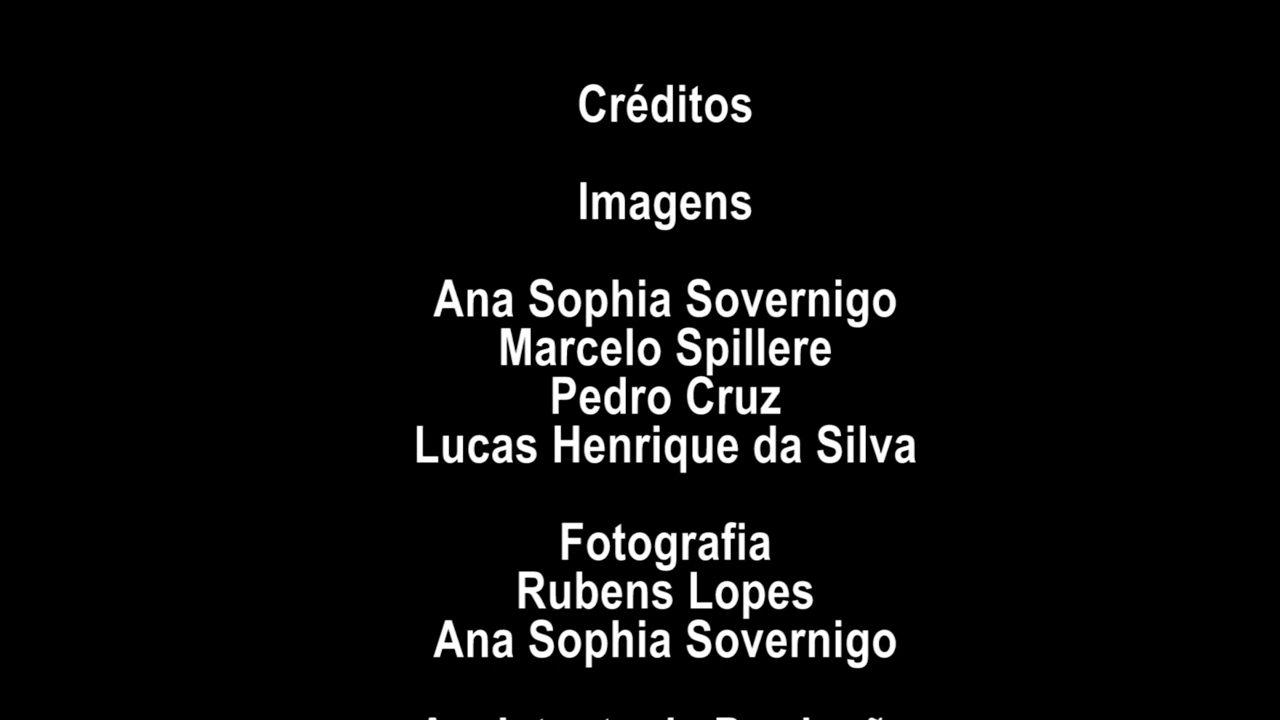 Créditos
Imagens
Ana Sophia Sovernigo
Marcelo Spillere
Pedro Cruz
Lucas Henrique da Silva
Fotografia
Rubens Lopes
Ana Sophia Sovernigo